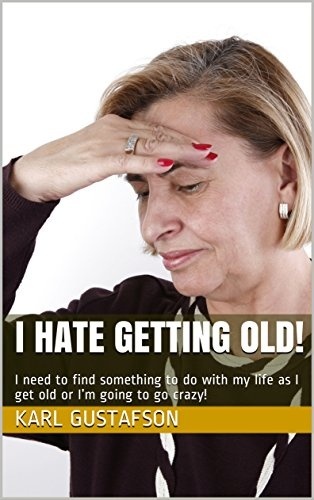 I HATE GETTING OLD!
I need to find something to do with my life as I
get old or I'm going to go crazy!
KARL GUSTAFSON